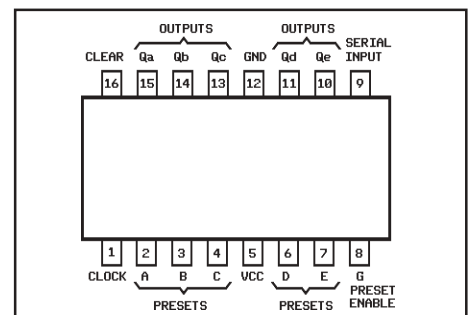 OUTPUTS OUTPUTS
SERIAL
CLEAR Qa Qb Qc GND Qd Qe INPUT
16 15 14 13 12 11 10 9
1 2 3 4 5 6 7 8
CLOCK A B C VCC D E G
PRESETS PRESETS PRESET
ENABLE